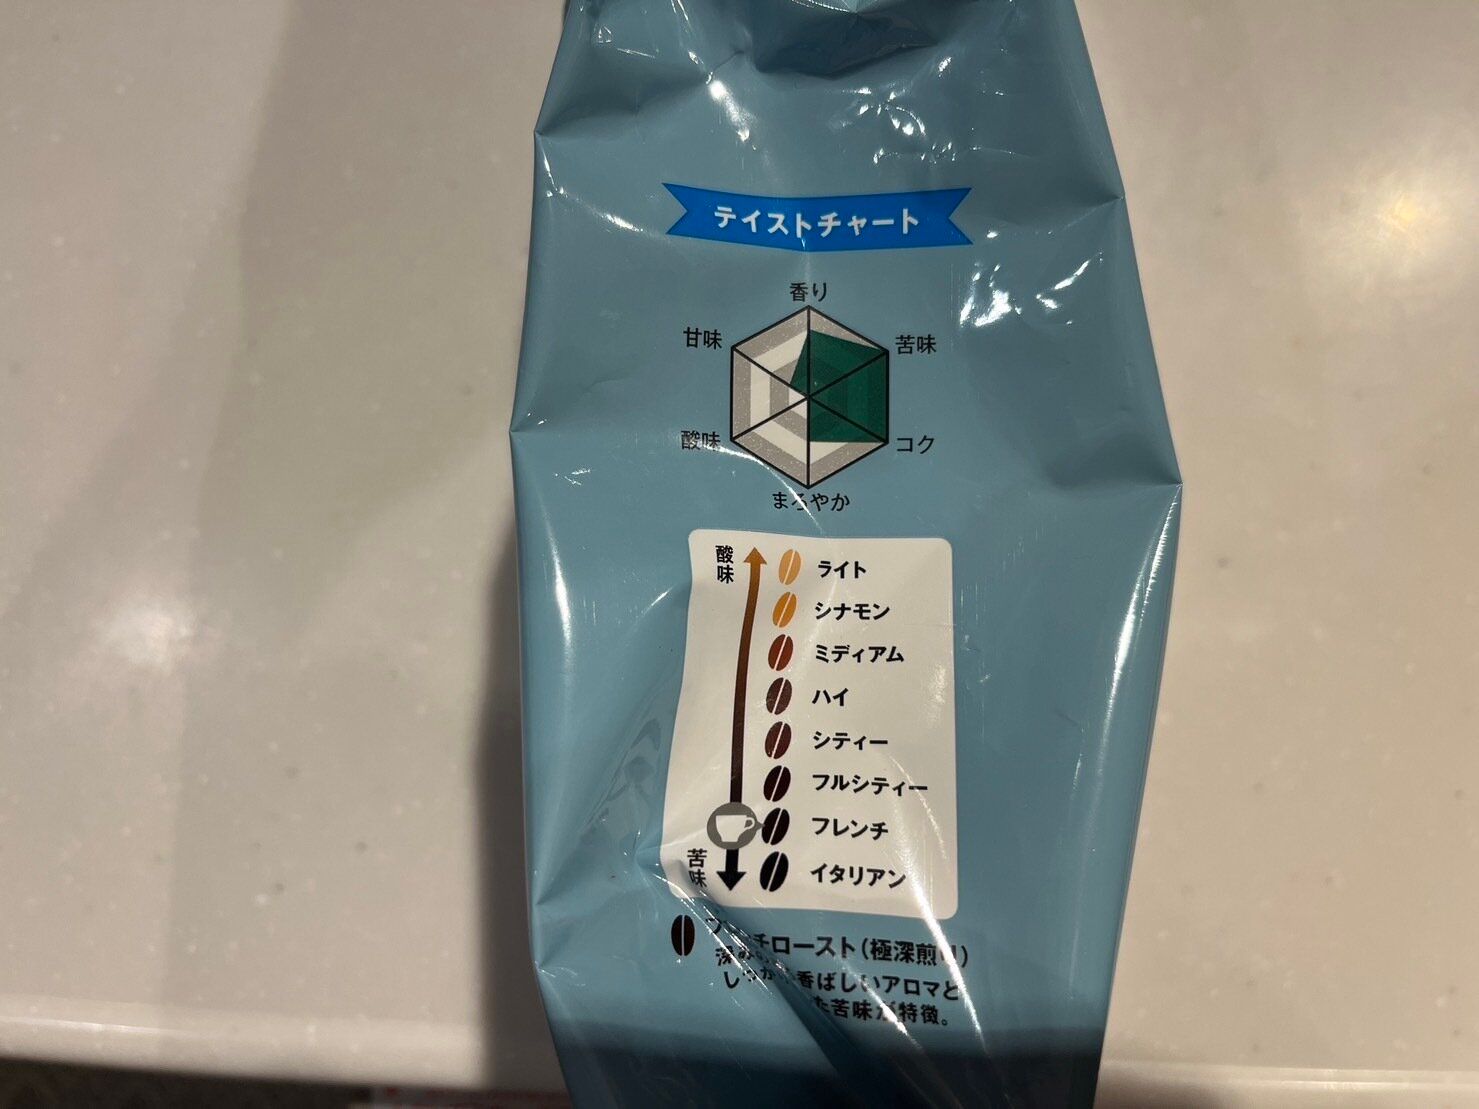 テイストチャート
香り
甘味
苦味
酸味
コク
まろやか
酸味
ライト
シナモン
ミディアム
ハイ
シティー
フルシティー
フレンチ
苦味
イタリアン
ロースト(極深煎り)
香ばしいアロマと
苦味が特徴。